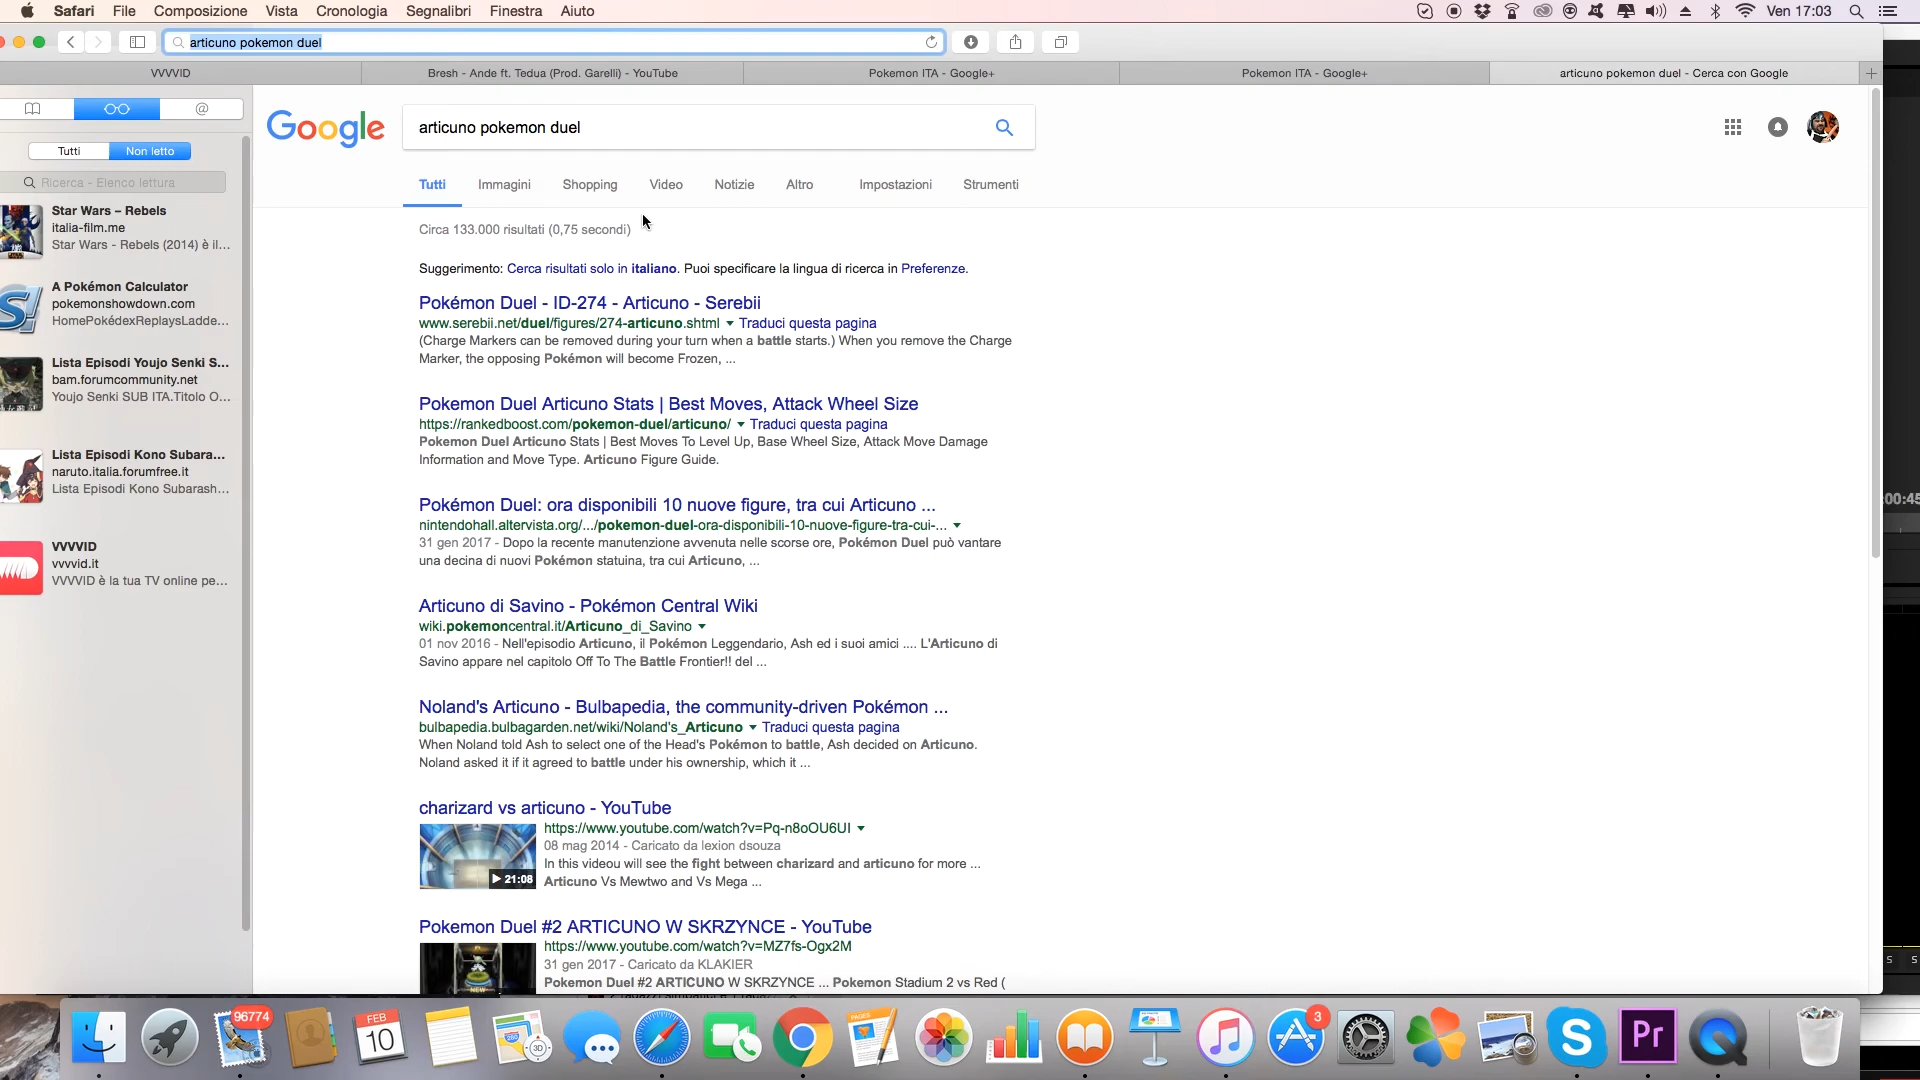 Safari File Composizione Vista Cronologia Segnalibri Finestra Aiuto Ven 17:03
articuno pokemon duel
VVVVID Bresh - Ande ft. Tedua (Prod. Garelli) - YouTube Pokemon ITA - Google+ Pokemon ITA - Google+ articuno pokemon duel - Cerca con Google
@
Google articuno pokemon duel
Tutti Non letto
Ricerca - Elenco lettura
Tutti Immagini Shopping Video Notizie Altro Impostazioni Strumenti
Star Wars – Rebels
italia-film.me
Star Wars - Rebels (2014) è il...
A Pokémon Calculator
pokemonshowdown.com
HomePokédexReplaysLadde...
Lista Episodi Youjo Senki S...
bam.forumcommunity.net
Youjo Senki SUB ITA.Titolo O...
Lista Episodi Kono Subara...
naruto.italia.forumfree.it
Lista Episodi Kono Subarash...
VVVVID
vvvvid.it
VVVVID è la tua TV online pe...
Circa 133.000 risultati (0,75 secondi)
Suggerimento: Cerca risultati solo in italiano. Puoi specificare la lingua di ricerca in Preferenze.
Pokémon Duel - ID-274 - Articuno - Serebii
www.serebii.net/duel/figures/274-articuno.shtml Traduci questa pagina
(Charge Markers can be removed during your turn when a battle starts.) When you remove the Charge
Marker, the opposing Pokémon will become Frozen, ...
Pokemon Duel Articuno Stats | Best Moves, Attack Wheel Size
https://rankedboost.com/pokemon-duel/articuno/ Traduci questa pagina
Pokemon Duel Articuno Stats | Best Moves To Level Up, Base Wheel Size, Attack Move Damage
Information and Move Type. Articuno Figure Guide.
Pokémon Duel: ora disponibili 10 nuove figure, tra cui Articuno ...
nintendohall.altervista.org/.../pokemon-duel-ora-disponibili-10-nuove-figure-tra-cui-...
31 gen 2017 - Dopo la recente manutenzione avvenuta nelle scorse ore, Pokémon Duel può vantare
una decina di nuovi Pokémon statuina, tra cui Articuno, ...
Articuno di Savino - Pokémon Central Wiki
wiki.pokemoncentral.it/Articuno_di_Savino
01 nov 2016 - Nell'episodio Articuno, il Pokémon Leggendario, Ash ed i suoi amici .... L'Articuno di
Savino appare nel capitolo Off To The Battle Frontier!! del ...
Noland's Articuno - Bulbapedia, the community-driven Pokémon ...
bulbapedia.bulbagarden.net/wiki/Noland's_Articuno Traduci questa pagina
When Noland told Ash to select one of the Head's Pokémon to battle, Ash decided on Articuno.
Noland asked it if it agreed to battle under his ownership, which it ...
charizard vs articuno - YouTube
https://www.youtube.com/watch?v=Pq-n8oOU6UI
08 mag 2014 - Caricato da lexion dsouza
In this videou will see the fight between charizard and articuno for more ...
Articuno Vs Mewtwo and Vs Mega ...
21:08
Pokemon Duel #2 ARTICUNO W SKRZYNCE - YouTube
https://www.youtube.com/watch?v=MZ7fs-Ogx2M
31 gen 2017 - Caricato da KLAKIER
Pokemon Duel #2 ARTICUNO W SKRZYNCE ... Pokemon Stadium 2 vs Red (
NEW
:00:45
S S
96774
FEB
10
3D
PAGES
3
S
Pr